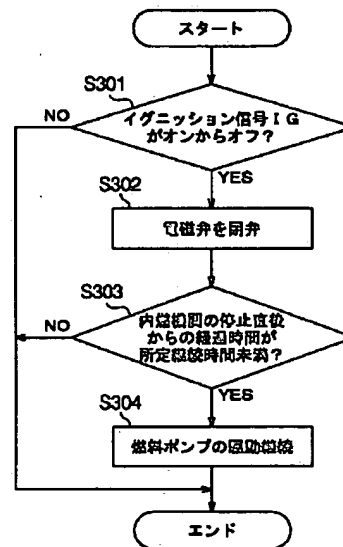 スタート
S301
NO
イグニッション信号IG
がオンからオフ?
YES
S302
電磁弁を
S303
NO
内燃機関の停止直後
からの経過時間が
所定継続時間未満?
YES
S304
燃料ポンプの駆動継続
エンド